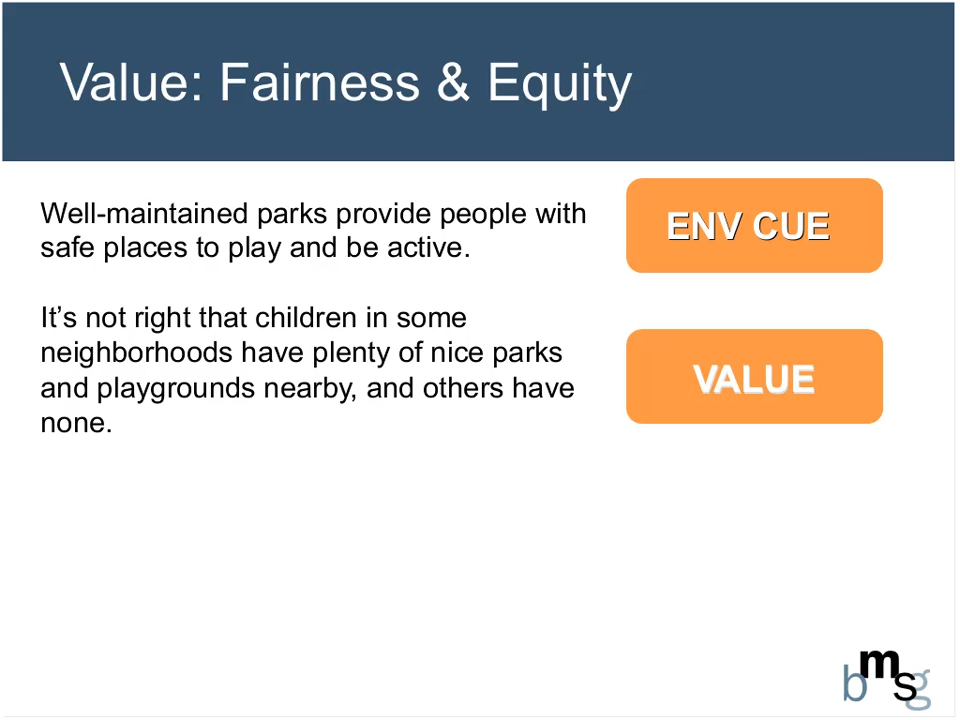 Value: Fairness & Equity
Well-maintained parks provide people with
safe places to play and be active.
ENV CUE
It’s not right that children in some
neighborhoods have plenty of nice parks
and playgrounds nearby, and others have
none.
VALUE
bmsg